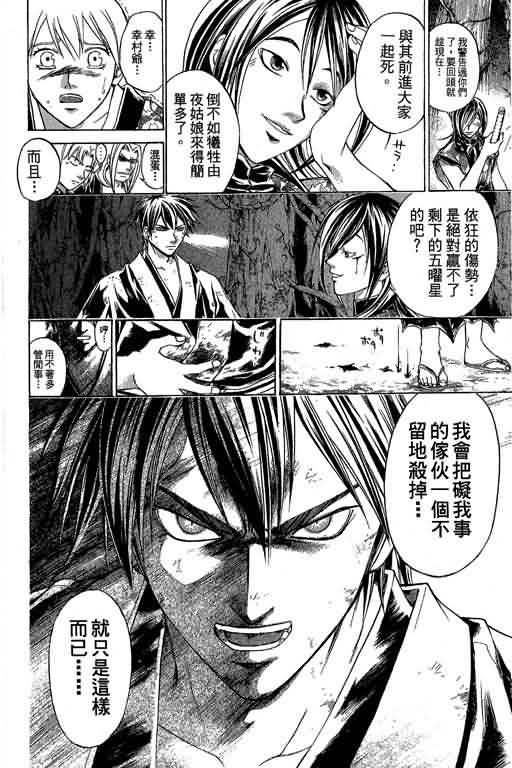 我警告過你們
了，要回頭就
趁現在…
與其前進大家
一起死。
倒不如犧牲由
夜姑娘來得簡
單多了。
幸…
幸村爺…
混蛋…
而且…
依狂的傷勢…
是絕對贏不了
剩下的五曜星
的吧？
ざっ
ざっ
哼…
用不著多
管閒事…
我會把礙我事
的傢伙一個不
留地殺掉……
就只是這樣
而已……